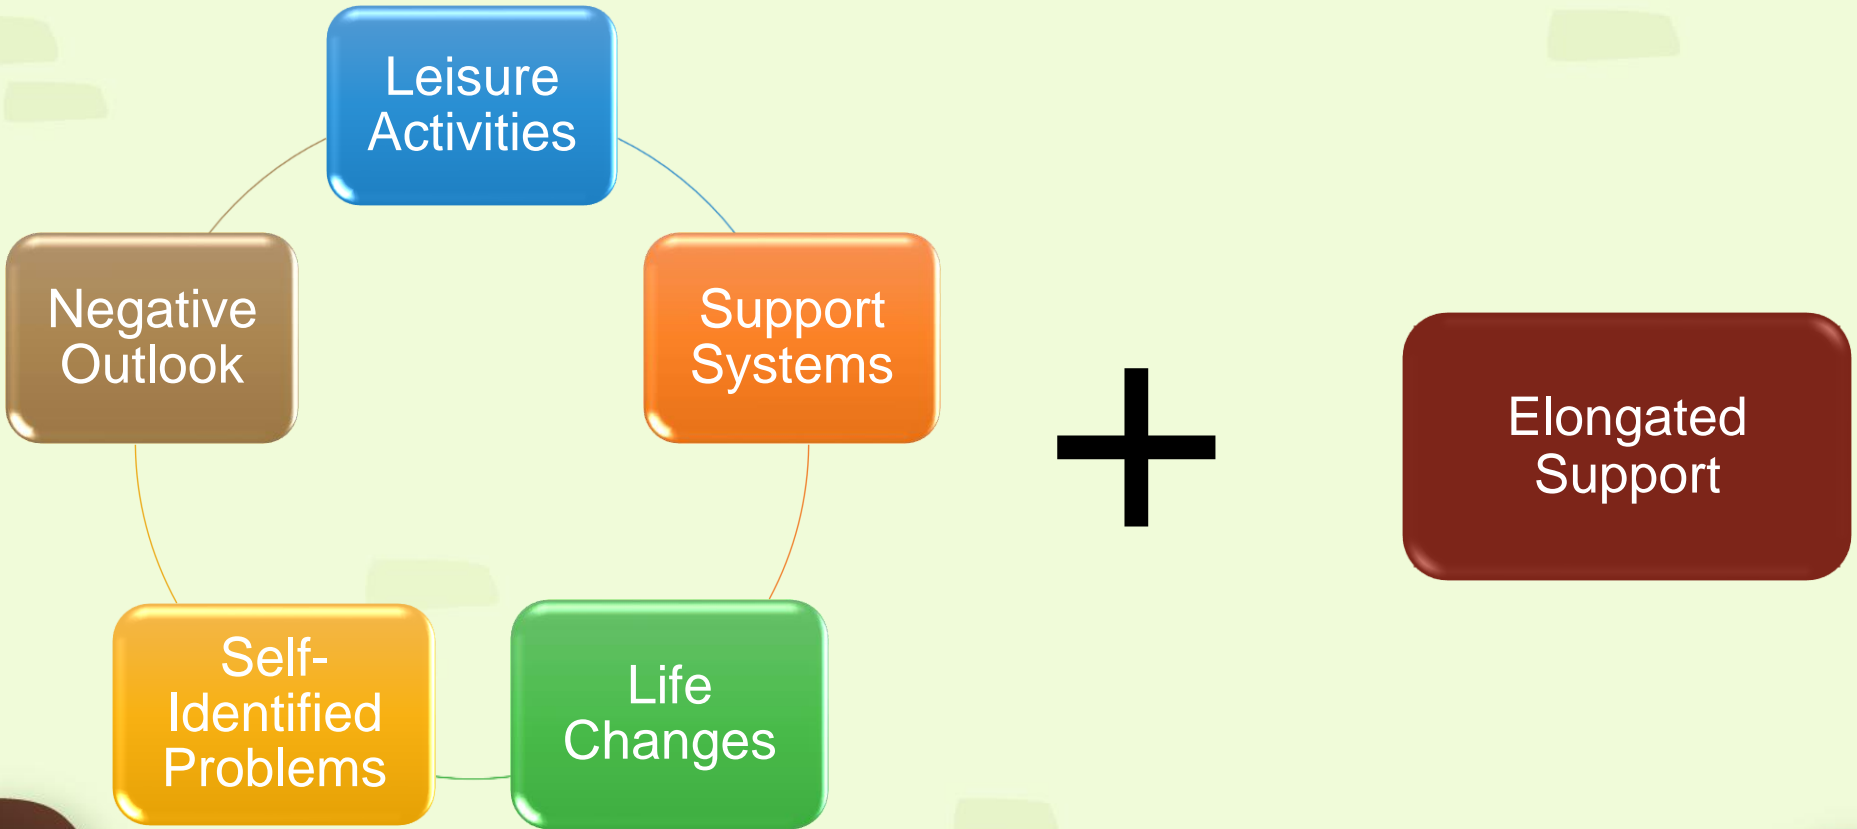 Leisure
Activities
Negative
Outlook
Support
Systems
Elongated
Support
Self-
Identified
Problems
Life
Changes